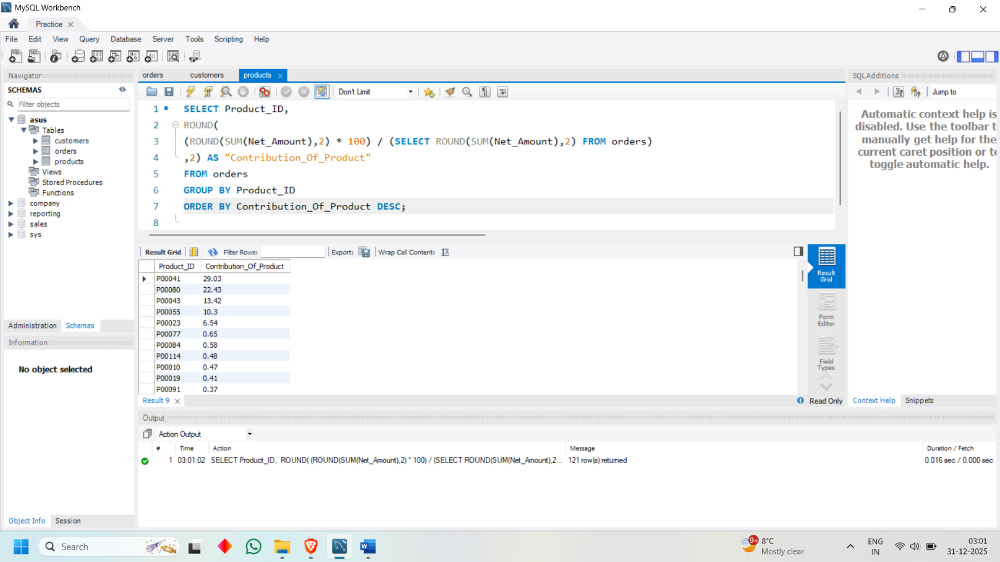 MySQL Workbench
Practice
File Edit View Query Database Server Tools Scripting Help
Navigator
SCHEMAS
Filter objects
asus
Tables
customers
orders
products
Views
Stored Procedures
Functions
company
reporting
sales
sys
Administration Schemas
Information
No object selected
Object Info Session
orders customers products
Don't Limit
1 SELECT Product_ID,
2 ROUND(
3 (ROUND(SUM(Net_Amount),2) * 100) / (SELECT ROUND(SUM(Net_Amount),2) FROM orders)
4 ,2) AS "Contribution_Of_Product"
5 FROM orders
6 GROUP BY Product_ID
7 ORDER BY Contribution_Of_Product DESC;
8
Result Grid Filter Rows: Export: Wrap Cell Content:
Product_ID Contribution_Of_Product
P00041 29.03
P00080 22.43
P00043 13.42
P00055 10.3
P00023 6.54
P00077 0.65
P00084 0.58
P00114 0.48
P00010 0.47
P00019 0.41
P00091 0.37
Result Grid
Form Editor
Field Types
Result 9
Read Only
SQLAdditions
Jump to
Automatic context help is
disabled. Use the toolbar t
manually get help for the
current caret position or to
toggle automatic help.
Context Help Snippets
Output
Action Output
# Time Action Message Duration / Fetch
1 03:01:02 SELECT Product_ID, ROUND( (ROUND(SUM(Net_Amount),2) * 100) / (SELECT ROUND(SUM(Net_Amount),2... 121 row(s) returned 0.016 sec / 0.000 sec
Search
9+
8°C
Mostly clear
ENG
IN
03:01
31-12-2025